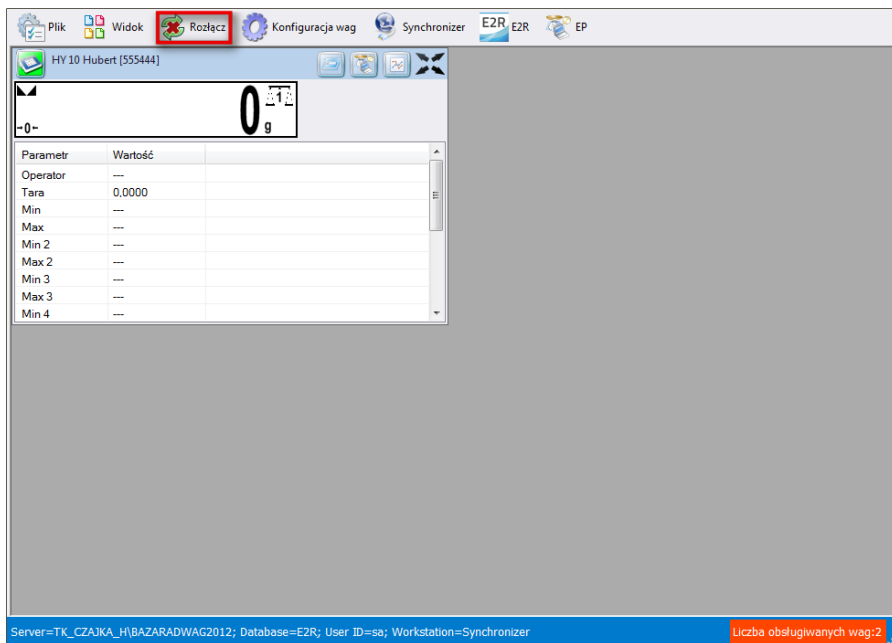 Plik Widok Rozłącz Konfiguracja wag Synchronizer E2R E2R EP
HY 10 Hubert [555444]
0 g 1
→0←
Parametr Wartość
Operator ---
Tara 0,0000
Min ---
Max ---
Min 2 ---
Max 2 ---
Min 3 ---
Max 3 ---
Min 4 ---
Server=TK_CZAJKA_H\BAZARADWAG2012; Database=E2R; User ID=sa; Workstation=Synchronizer
Liczba obsługiwanych wag:2